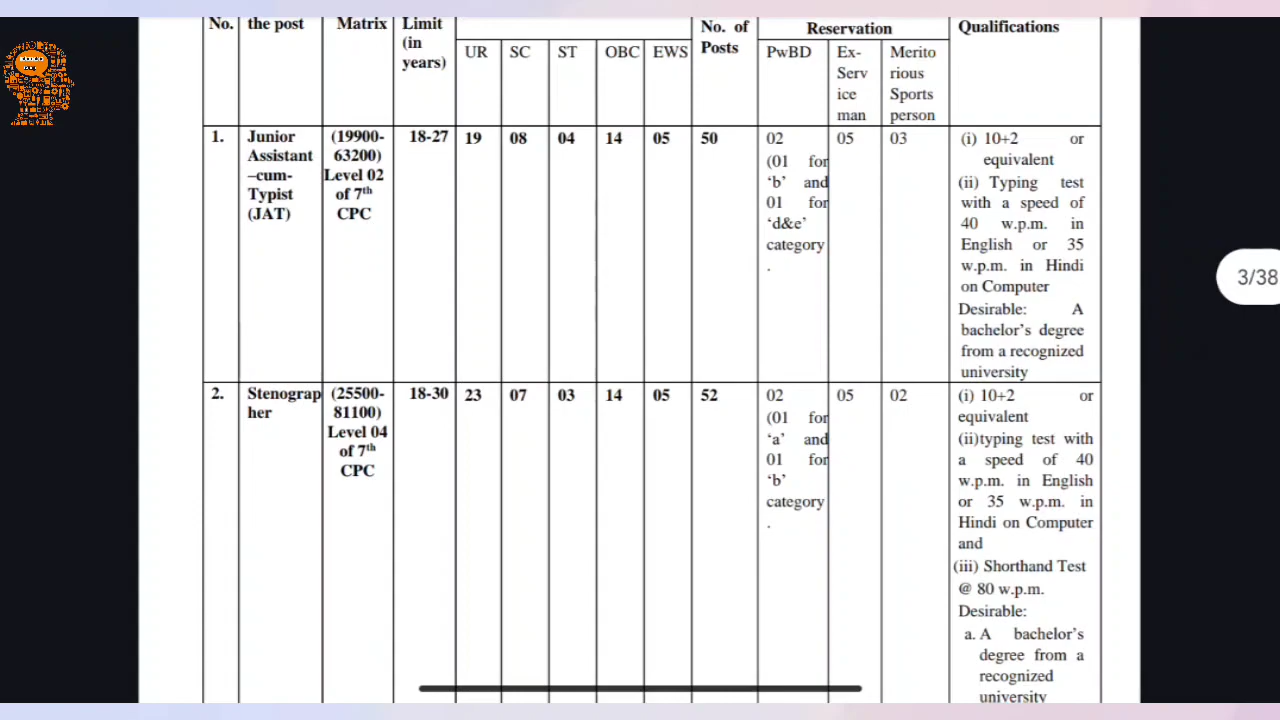 No. the post Matrix Limit (in years) No. of Posts Reservation Qualifications
UR SC ST OBC EWS PwBD Ex-Serv ice man Merito rious Sports person
1. Junior (19900- 18-27 19 08 04 14 05 50 02 05 03 (i) 10+2 or
Assistant 63200) (01 for equivalent
–cum- Level 02 ‘b’ and (ii) Typing test
Typist of 7th 01 for with a speed of
(JAT) CPC ‘d&e’ 40 w.p.m. in
category English or 35
. w.p.m. in Hindi
on Computer
Desirable: A
bachelor’s degree
from a recognized
university
2. Stenograp (25500- 18-30 23 07 03 14 05 52 02 05 02 (i) 10+2 or
her 81100) (01 for equivalent
Level 04 ‘a’ and (ii)typing test with
of 7th 01 for a speed of 40
CPC ‘b’ w.p.m. in English
category or 35 w.p.m. in
. Hindi on Computer
and
(iii) Shorthand Test
@ 80 w.p.m.
Desirable:
a. A bachelor’s
degree from a
recognized
university
3/38